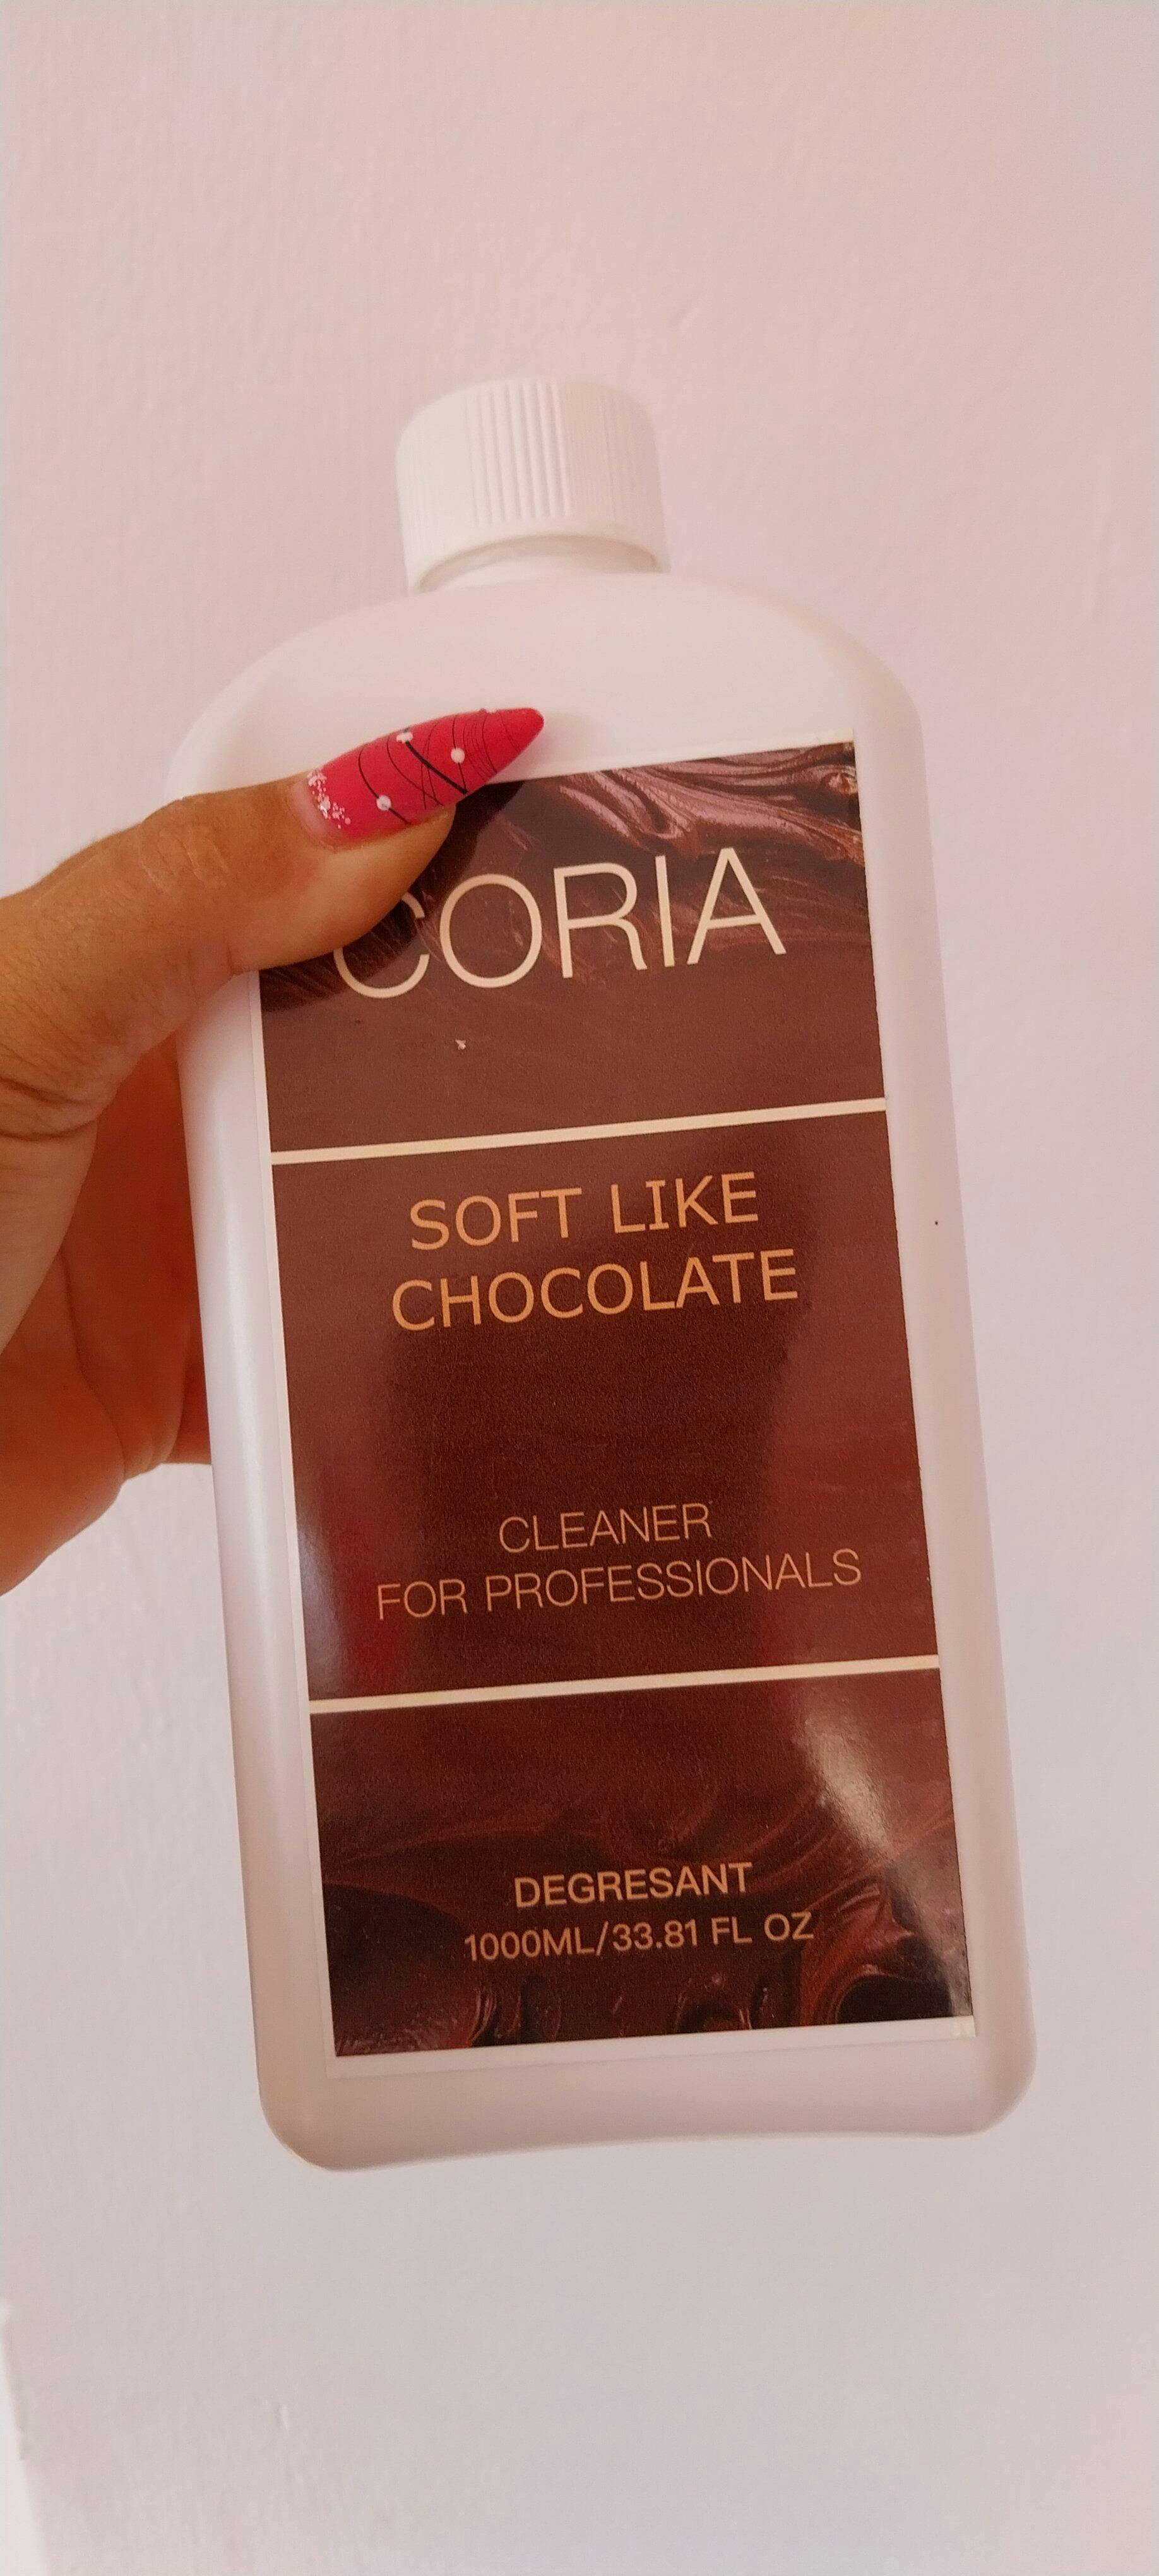 CORIA
SOFT LIKE
CHOCOLATE
CLEANER
FOR PROFESSIONALS
DEGRESANT
1000ML/33.81 FL OZ